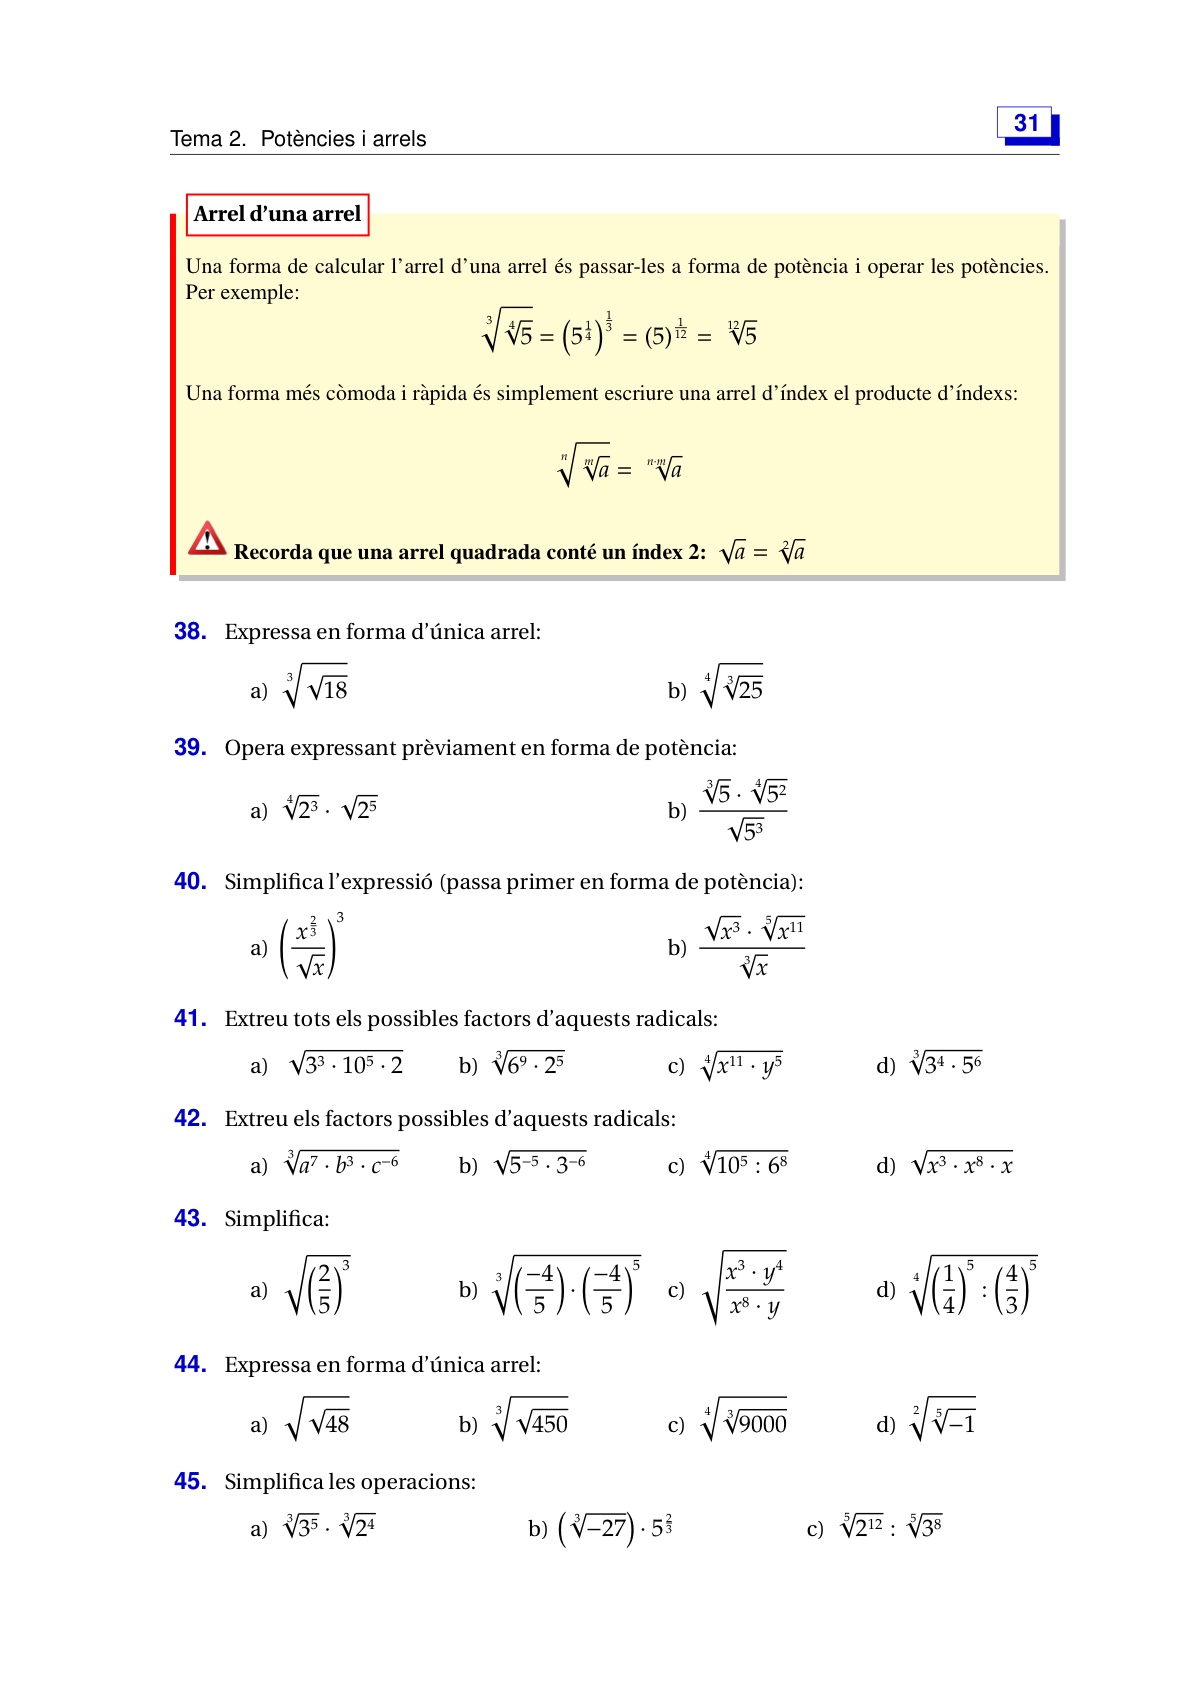 Tema 2. Potències i arrels
31
Arrel d'una arrel
Una forma de calcular l'arrel d'una arrel és passar-les a forma de potència i operar les potències.
Per exemple:
$\sqrt[3]{\sqrt[4]{5}} = \left(5^{\frac{1}{4}}\right)^{\frac{1}{3}} = (5)^{\frac{1}{12}} = \sqrt[12]{5}$
Una forma més còmoda i ràpida és simplement escriure una arrel d'índex el producte d'índexs:
$\sqrt[n]{\sqrt[m]{a}} = \sqrt[n \cdot m]{a}$
Recorda que una arrel quadrada conté un índex 2: $\sqrt{a} = \sqrt[2]{a}$
38. Expressa en forma d'única arrel:
a) $\sqrt[3]{\sqrt{18}}$ b) $\sqrt[4]{\sqrt[3]{25}}$
39. Opera expressant prèviament en forma de potència:
a) $\sqrt[4]{2^3} \cdot \sqrt{2^5}$ b) $\frac{\sqrt[3]{5} \cdot \sqrt[4]{5^2}}{\sqrt{5^3}}$
40. Simplifica l'expressió (passa primer en forma de potència):
a) $\left(\frac{x^{\frac{2}{3}}}{\sqrt{x}}\right)^3$ b) $\frac{\sqrt{x^3} \cdot \sqrt[5]{x^{11}}}{\sqrt[3]{x}}$
41. Extreu tots els possibles factors d'aquests radicals:
a) $\sqrt{3^3 \cdot 10^5 \cdot 2}$ b) $\sqrt[3]{6^9 \cdot 2^5}$ c) $\sqrt[4]{x^{11} \cdot y^5}$ d) $\sqrt[3]{3^4 \cdot 5^6}$
42. Extreu els factors possibles d'aquests radicals:
a) $\sqrt[3]{a^7 \cdot b^3 \cdot c^{-6}}$ b) $\sqrt{5^{-5} \cdot 3^{-6}}$ c) $\sqrt[4]{10^5 : 6^8}$ d) $\sqrt{x^3 \cdot x^8 \cdot x}$
43. Simplifica:
a) $\sqrt{\left(\frac{2}{5}\right)^3}$ b) $\sqrt[3]{\left(\frac{-4}{5}\right) \cdot \left(\frac{-4}{5}\right)^5}$ c) $\sqrt{\frac{x^3 \cdot y^4}{x^8 \cdot y}}$ d) $\sqrt[4]{\left(\frac{1}{4}\right)^5 : \left(\frac{4}{3}\right)^5}$
44. Expressa en forma d'única arrel:
a) $\sqrt{\sqrt{48}}$ b) $\sqrt[3]{\sqrt{450}}$ c) $\sqrt[4]{\sqrt[3]{9000}}$ d) $\sqrt[2]{\sqrt[5]{-1}}$
45. Simplifica les operacions:
a) $\sqrt[3]{3^5} \cdot \sqrt[3]{2^4}$ b) $\left(\sqrt[3]{-27}\right) \cdot 5^{\frac{2}{3}}$ c) $\sqrt[5]{2^{12}} : \sqrt[5]{3^8}$